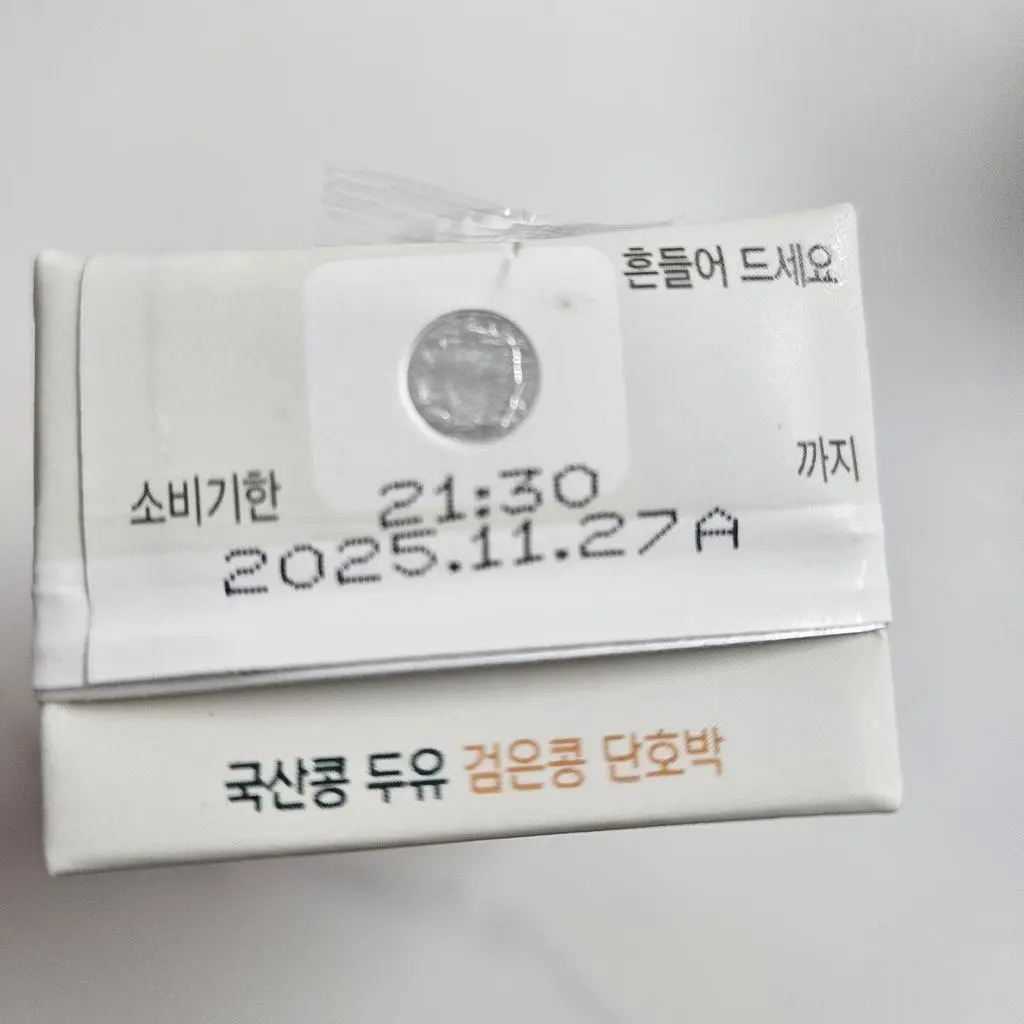 흔들어 드세요
소비기한 21:30 까지
2025.11.27A
국산콩 두유 검은콩 단호박